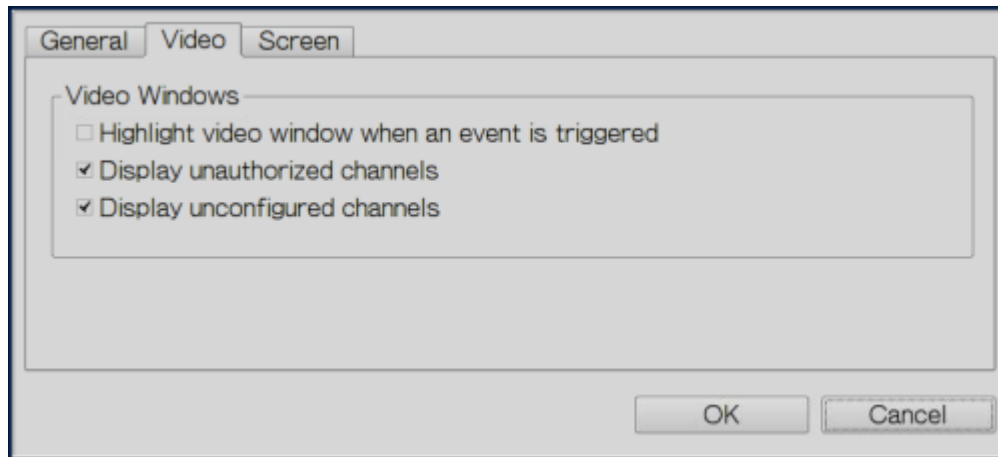 General Video Screen
Video Windows
Highlight video window when an event is triggered
Display unauthorized channels
Display unconfigured channels
OK Cancel